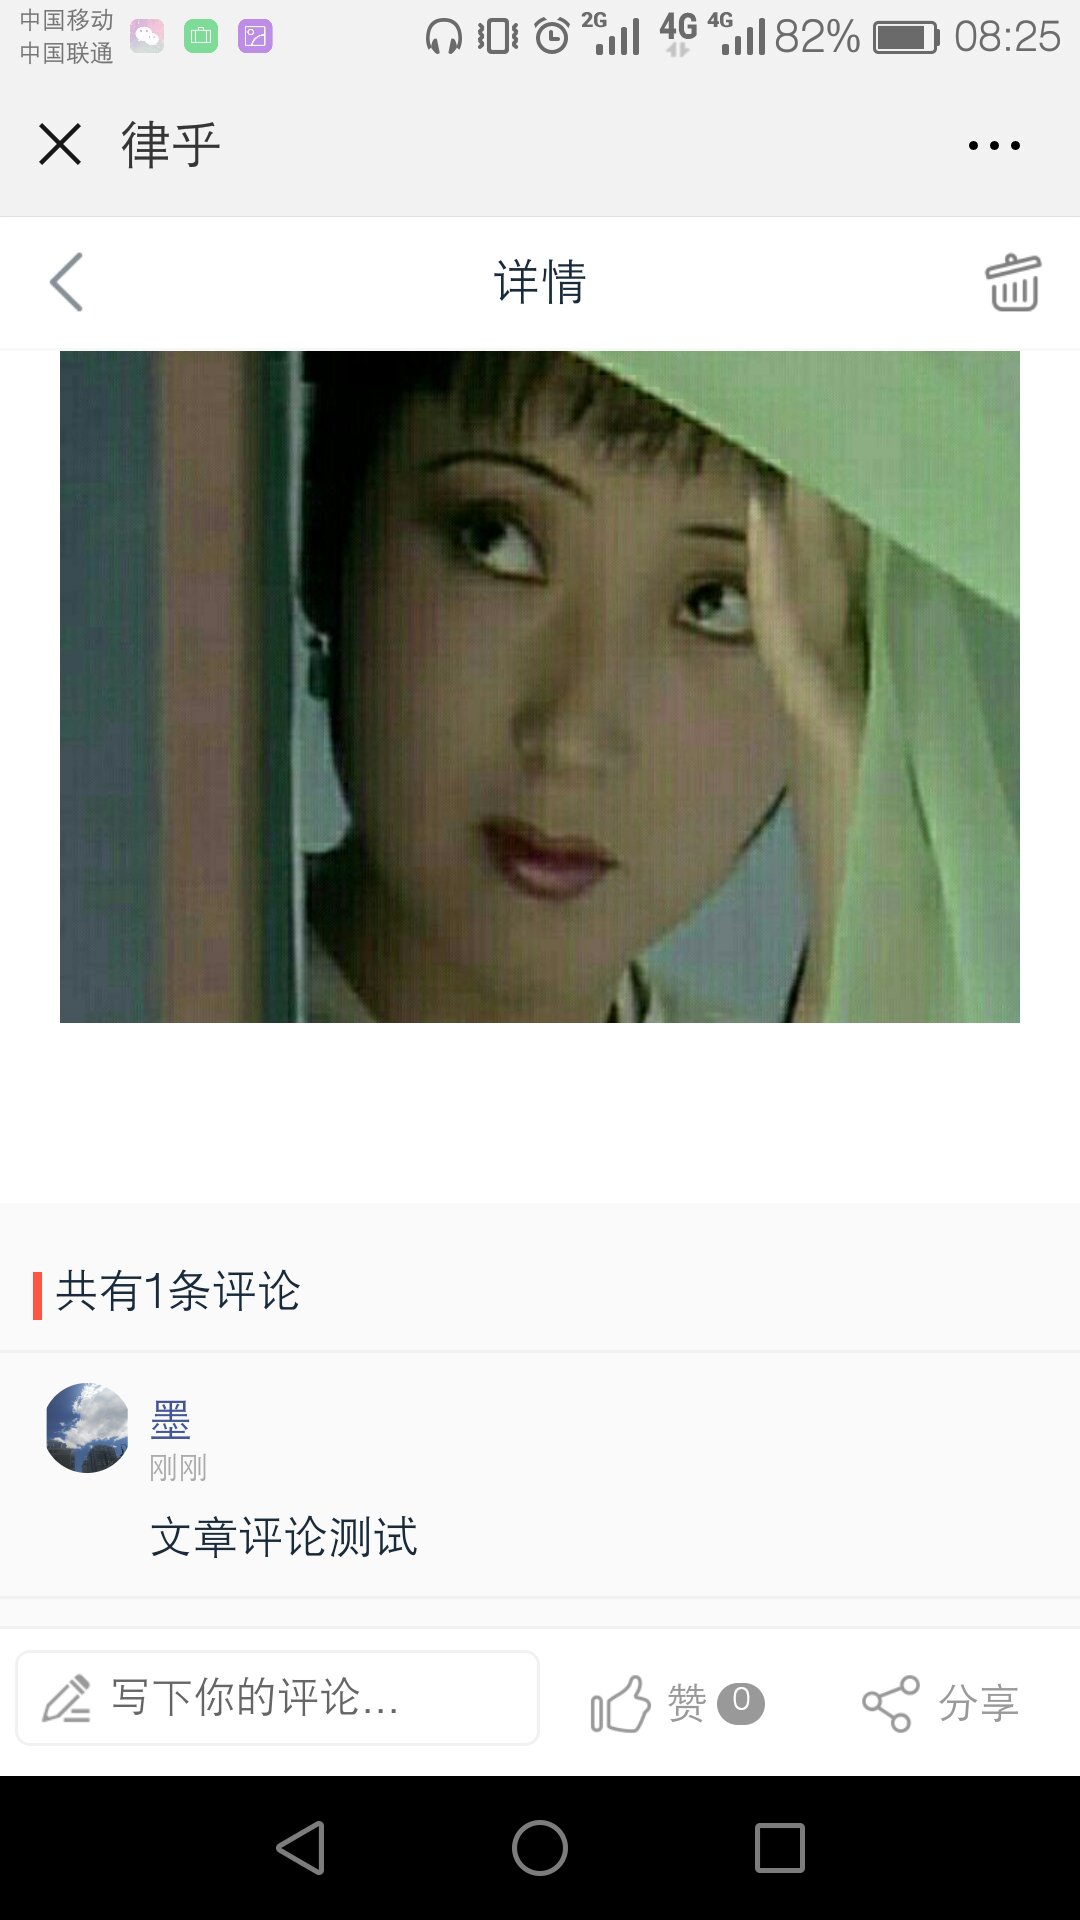 中国移动
中国联通
2G
4G
4G
82%
08:25
律乎
详情
共有1条评论
墨
刚刚
文章评论测试
写下你的评论...
赞 0
分享